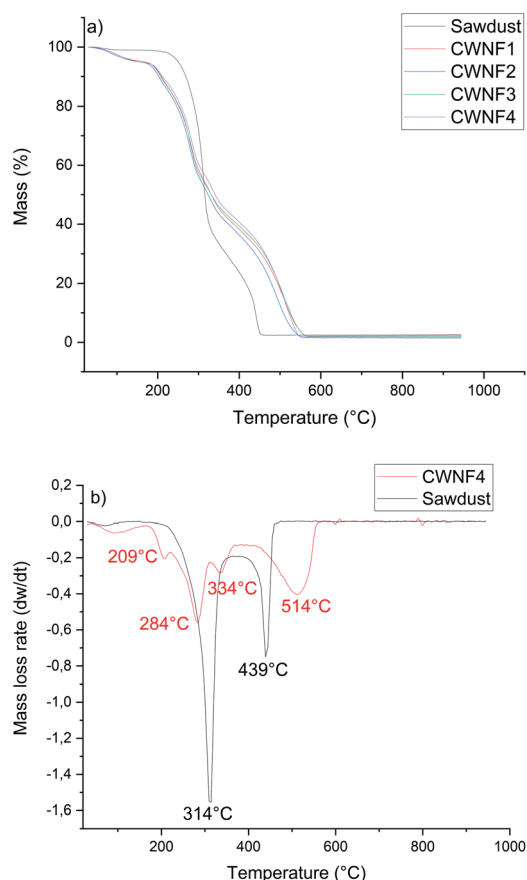 a)
Sawdust
CWNF1
CWNF2
CWNF3
CWNF4
100
80
60
40
20
0
Mass (%)
200 400 600 800 1000
Temperature (°C)
b)
CWNF4
Sawdust
0,2
0,0
-0,2
-0,4
-0,6
-0,8
-1,0
-1,2
-1,4
-1,6
Mass loss rate (dw/dt)
209°C
334°C
284°C
514°C
439°C
314°C
200 400 600 800 1000
Temperature (°C)